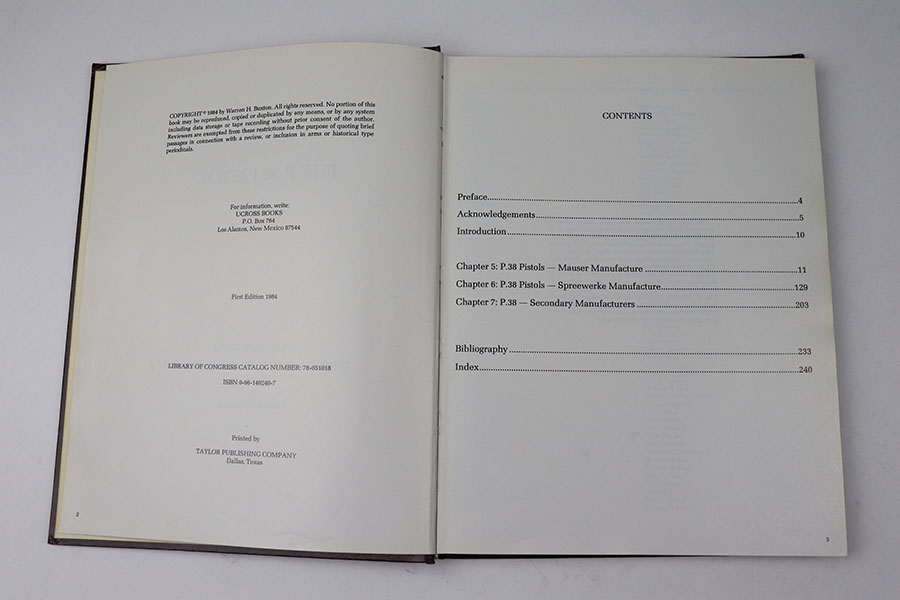 COPYRIGHT © 1984 by Warren H. Buxton. All rights reserved. No portion of this
book may be reproduced, copied or duplicated by any means, or by any system
including data storage or tape recording without prior consent of the author.
Reviewers are exempted from these restrictions for the purpose of quoting brief
passages in connection with a review, or inclusion in arms or historical type
periodicals.
For information, write:
UCROSS BOOKS
P.O. Box 764
Los Alamos, New Mexico 87544
First Edition 1984
LIBRARY OF CONGRESS CATALOG NUMBER: 78-051018
ISBN 0-96-140240-7
Printed by
TAYLOR PUBLISHING COMPANY
Dallas, Texas
2
CONTENTS
Preface 4
Acknowledgements 5
Introduction 10
Chapter 5: P.38 Pistols — Mauser Manufacture 11
Chapter 6: P.38 Pistols — Spreewerke Manufacture 129
Chapter 7: P.38 — Secondary Manufacturers 203
Bibliography 233
Index 240
3